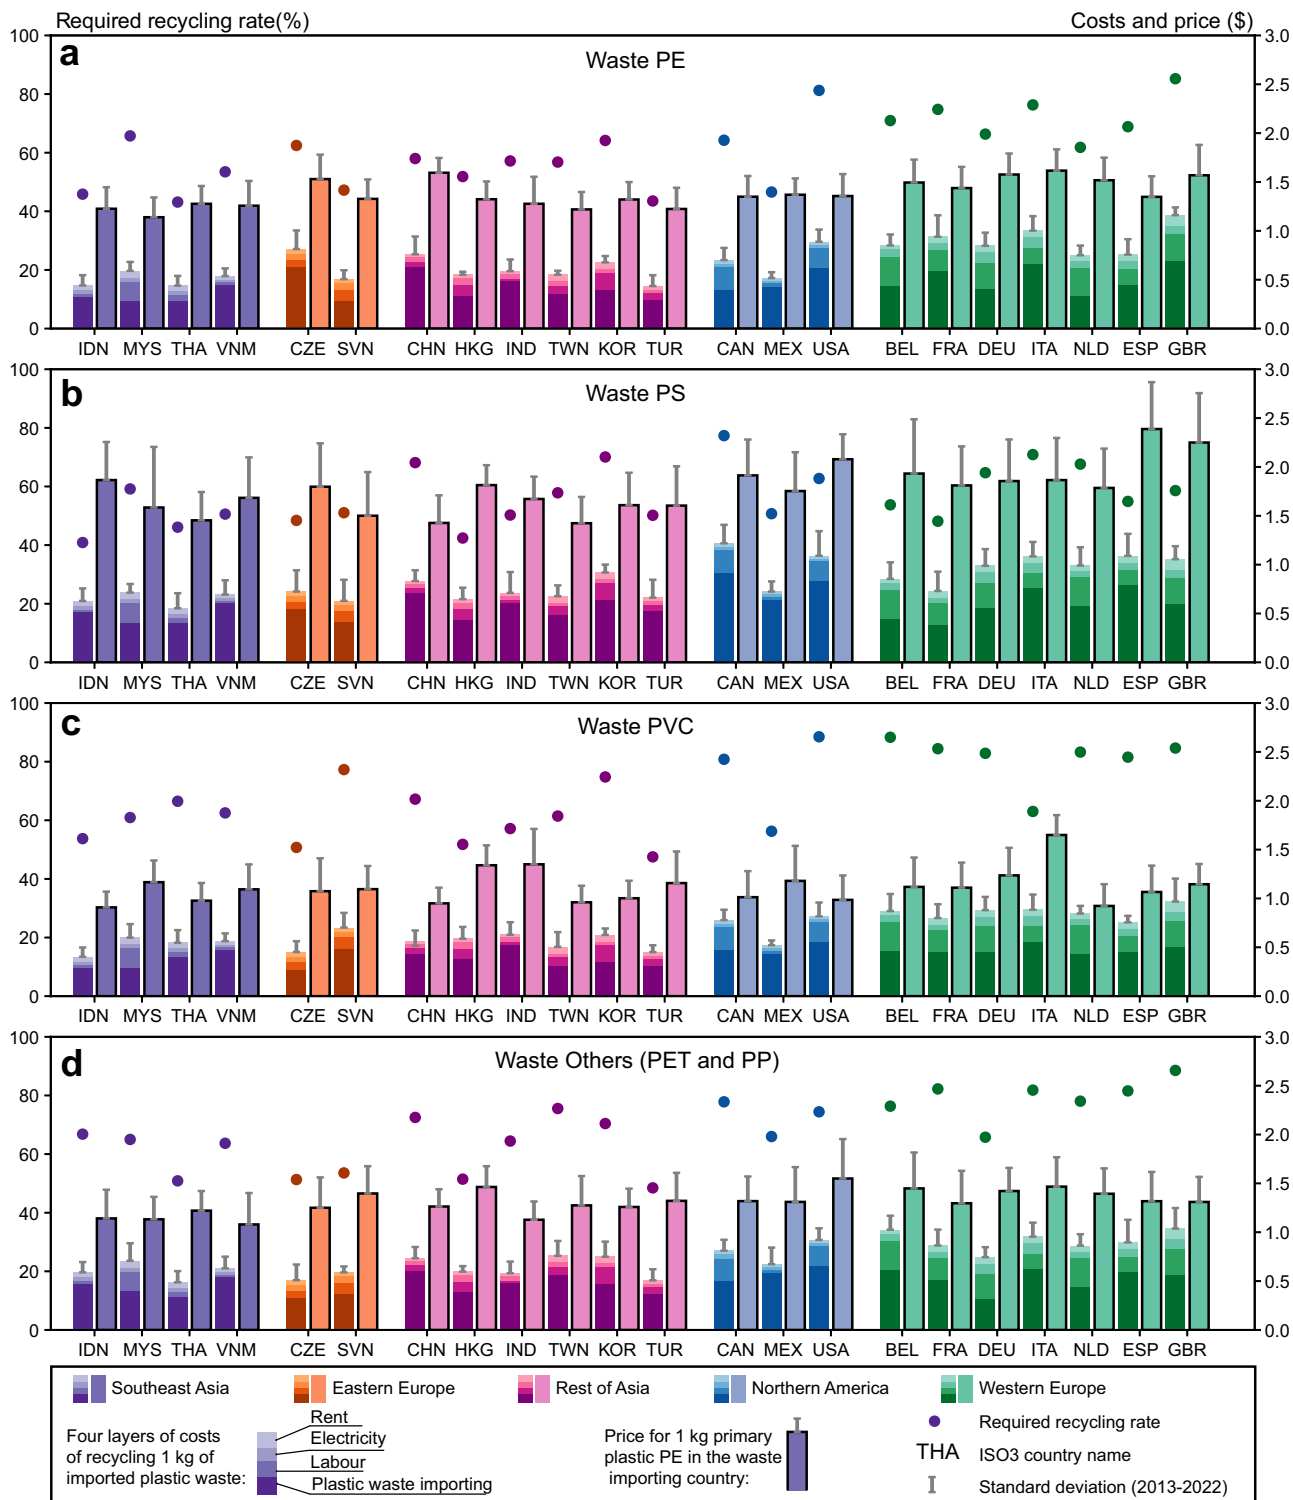 Required recycling rate(%)
Costs and price ($)
a
Waste PE
100
80
60
40
20
0
3.0
2.5
2.0
1.5
1.0
0.5
0.0
IDN MYS THA VNM CZE SVN CHN HKG IND TWN KOR TUR CAN MEX USA BEL FRA DEU ITA NLD ESP GBR
b
Waste PS
100
80
60
40
20
0
3.0
2.5
2.0
1.5
1.0
0.5
0.0
IDN MYS THA VNM CZE SVN CHN HKG IND TWN KOR TUR CAN MEX USA BEL FRA DEU ITA NLD ESP GBR
c
Waste PVC
100
80
60
40
20
0
3.0
2.5
2.0
1.5
1.0
0.5
0.0
IDN MYS THA VNM CZE SVN CHN HKG IND TWN KOR TUR CAN MEX USA BEL FRA DEU ITA NLD ESP GBR
d
Waste Others (PET and PP)
100
80
60
40
20
0
3.0
2.5
2.0
1.5
1.0
0.5
0.0
IDN MYS THA VNM CZE SVN CHN HKG IND TWN KOR TUR CAN MEX USA BEL FRA DEU ITA NLD ESP GBR
Southeast Asia
Eastern Europe
Rest of Asia
Northern America
Western Europe
Four layers of costs
of recycling 1 kg of
imported plastic waste:
Rent
Electricity
Labour
Plastic waste importing
Price for 1 kg primary
plastic PE in the waste
importing country:
Required recycling rate
THA ISO3 country name
Standard deviation (2013-2022)